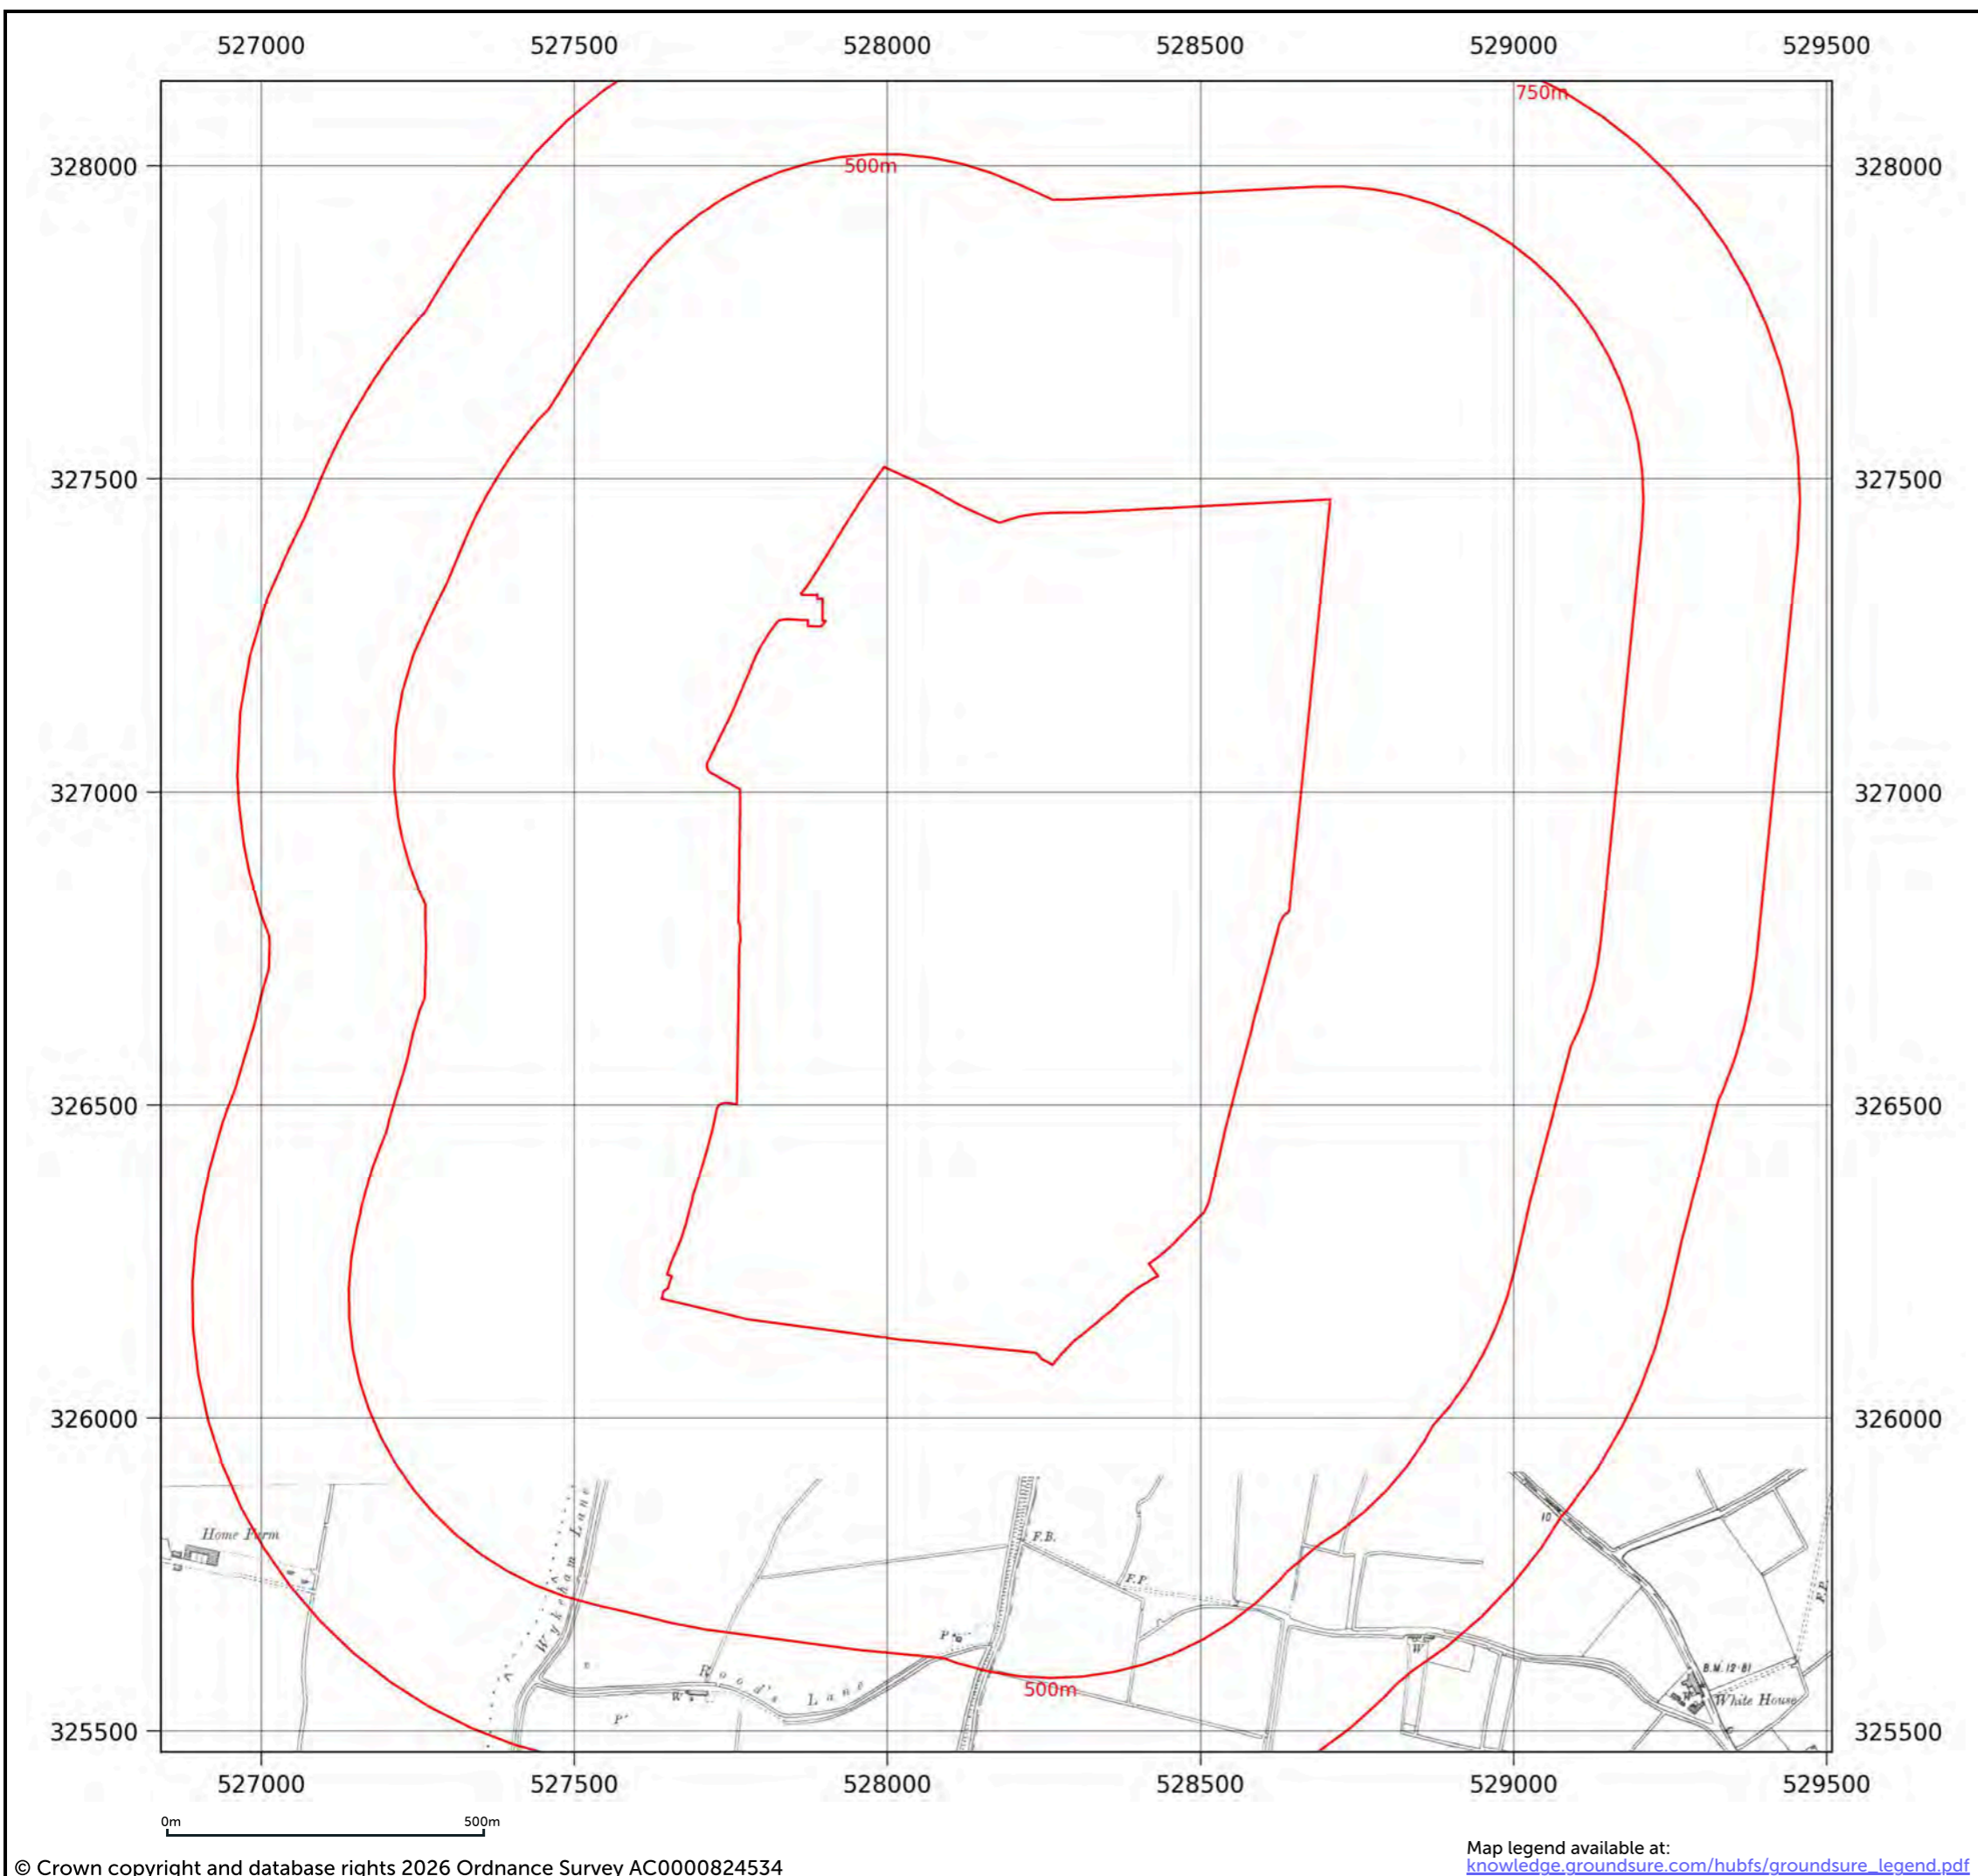 527000 527500 528000 528500 529000 529500
750m
328000 500m 328000
327500 327500
327000 327000
326500 326500
326000 326000
10
Home Farm
Wykeham Lane
F.B.
F.P.
F.P.
P
W
B.M. 12·81
Rood's Lane
W
White House
500m
P
325500 325500
527000 527500 528000 528500 529000 529500
0m 500m
Map legend available at:
© Crown copyright and database rights 2026 Ordnance Survey AC0000824534
knowledge.groundsure.com/hubfs/groundsure_legend.pdf